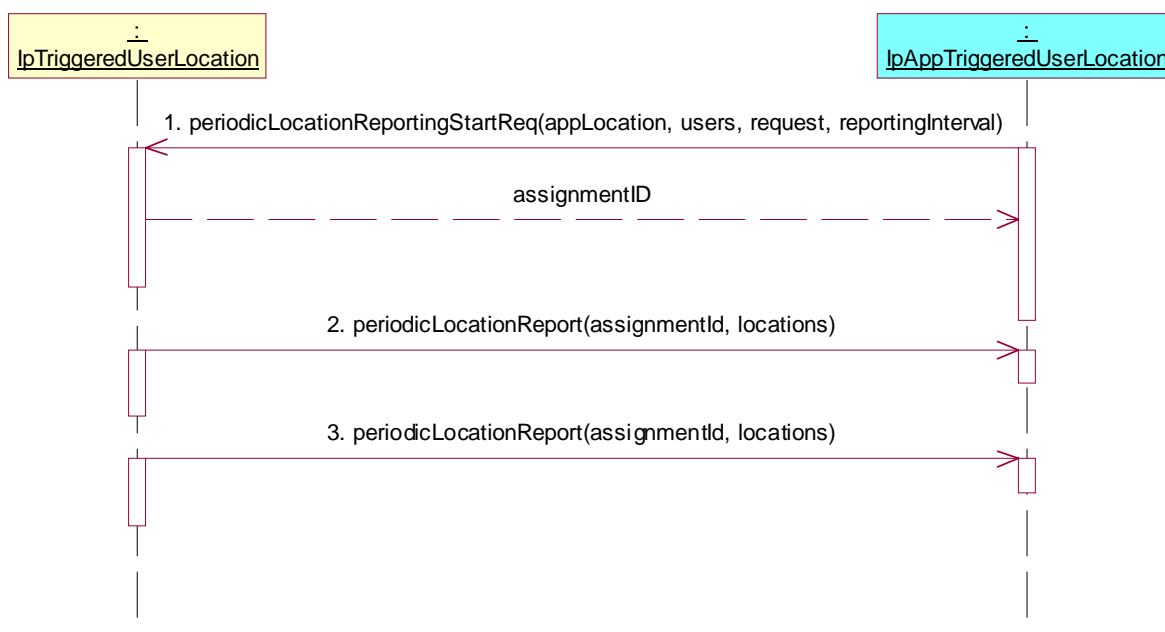 :
IpTriggeredUserLocation
:
IpAppTriggeredUserLocation
1. periodicLocationReportingStartReq(appLocation, users, request, reportingInterval)
assignmentID
2. periodicLocationReport(assignmentId, locations)
3. periodicLocationReport(assignmentId, locations)